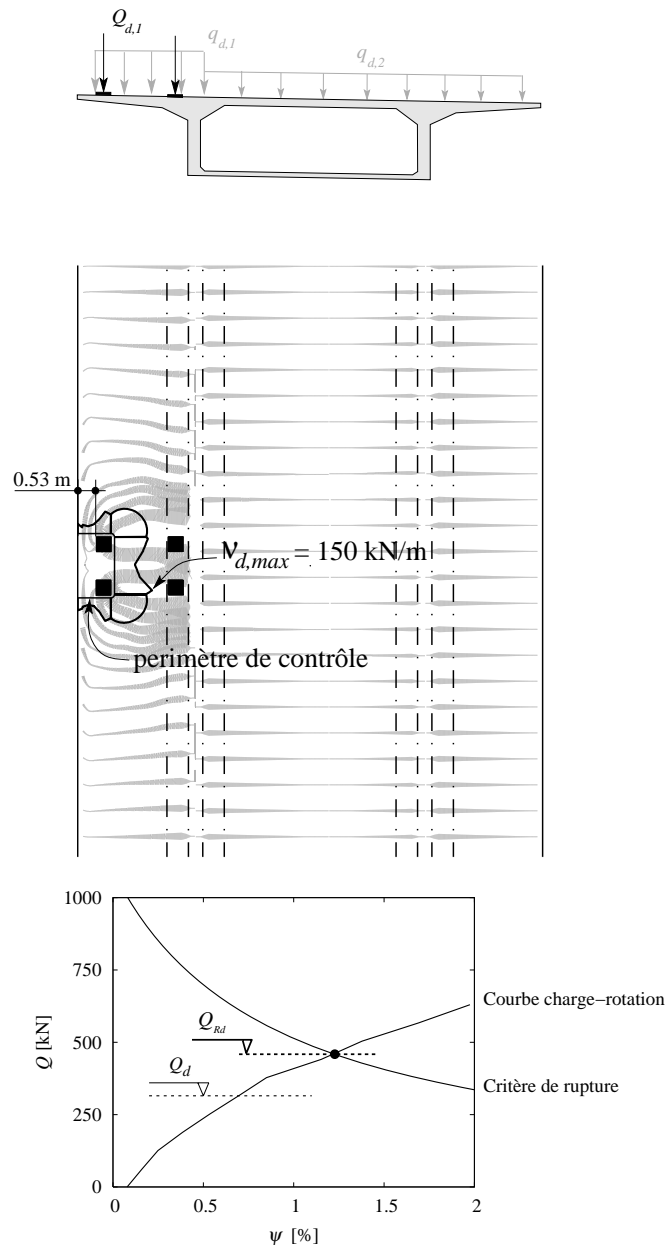 Q_{d,1}
q_{d,1}
q_{d,2}
0.53 m
v_{d,max} = 150 kN/m
perimètre de contrôle
1000
750
500
250
0
Q [kN]
Q_{Rd}
Q_d
Courbe charge–rotation
Critère de rupture
0 0.5 1 1.5 2
ψ [%]